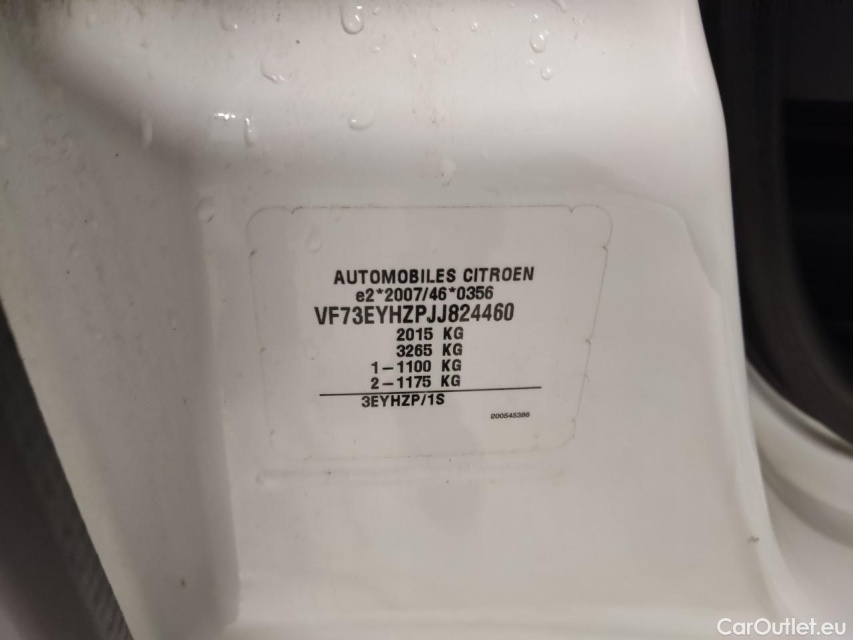 AUTOMOBILES CITROEN
e2*2007/46*0356
VF73EYHZPJJ824460
2015 KG
3265 KG
1-1100 KG
2-1175 KG
3EYHZP/1S
200545386
CarOutlet.eu